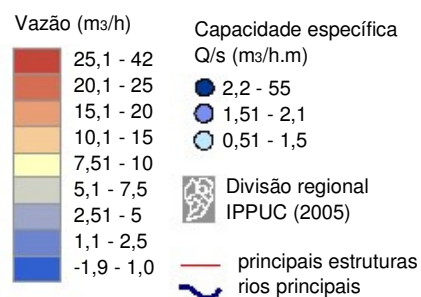 Vazão (m3/h)
25,1 - 42
20,1 - 25
15,1 - 20
10,1 - 15
7,51 - 10
5,1 - 7,5
2,51 - 5
1,1 - 2,5
-1,9 - 1,0
Capacidade específica
Q/s (m3/h.m)
2,2 - 55
1,51 - 2,1
0,51 - 1,5
Divisão regional
IPPUC (2005)
principais estruturas
rios principais